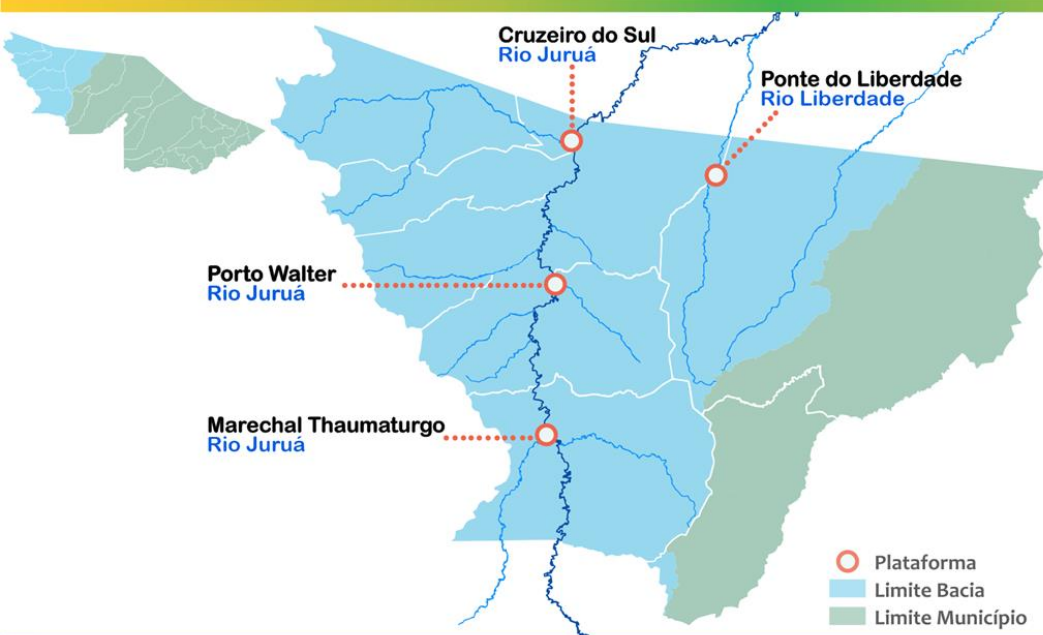 Cruzeiro do Sul
Rio Juruá
Ponte do Liberdade
Rio Liberdade
Porto Walter
Rio Juruá
Marechal Thaumaturgo
Rio Juruá
Plataforma
Limite Bacia
Limite Município